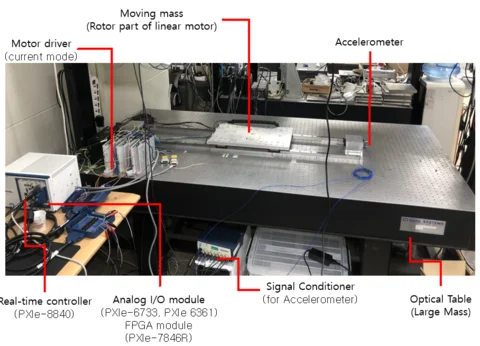 Moving mass
(Rotor part of linear motor)
Motor driver
(current mode)
Accelerometer
Real-time controller
(PXIe-8840)
Analog I/O module
(PXIe-6733, PXIe 6361)
FPGA module
(PXIe-7846R)
Signal Conditioner
(for Accelerometer)
Optical Table
(Large Mass)